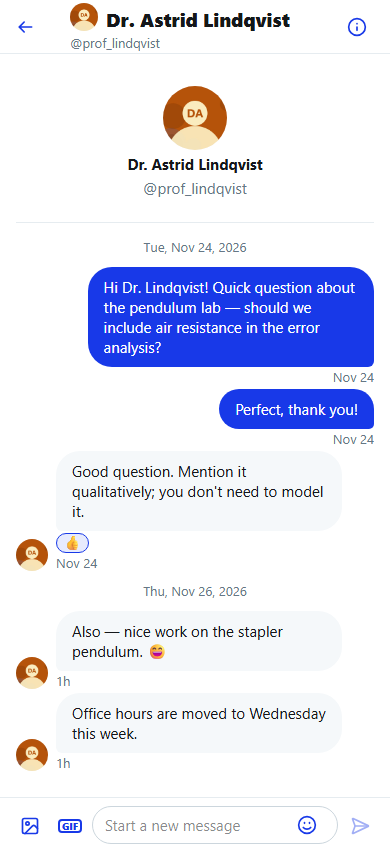 DA
Dr. Astrid Lindqvist
@prof_lindqvist
DA
Dr. Astrid Lindqvist
@prof_lindqvist
Tue, Nov 24, 2026
Hi Dr. Lindqvist! Quick question about
the pendulum lab — should we
include air resistance in the error
analysis?
Nov 24
Perfect, thank you!
Nov 24
Good question. Mention it
qualitatively; you don't need to model
it.
👍
DA
Nov 24
Thu, Nov 26, 2026
Also — nice work on the stapler
pendulum. 😄
DA
1h
Office hours are moved to Wednesday
this week.
DA
1h
GIF
Start a new message